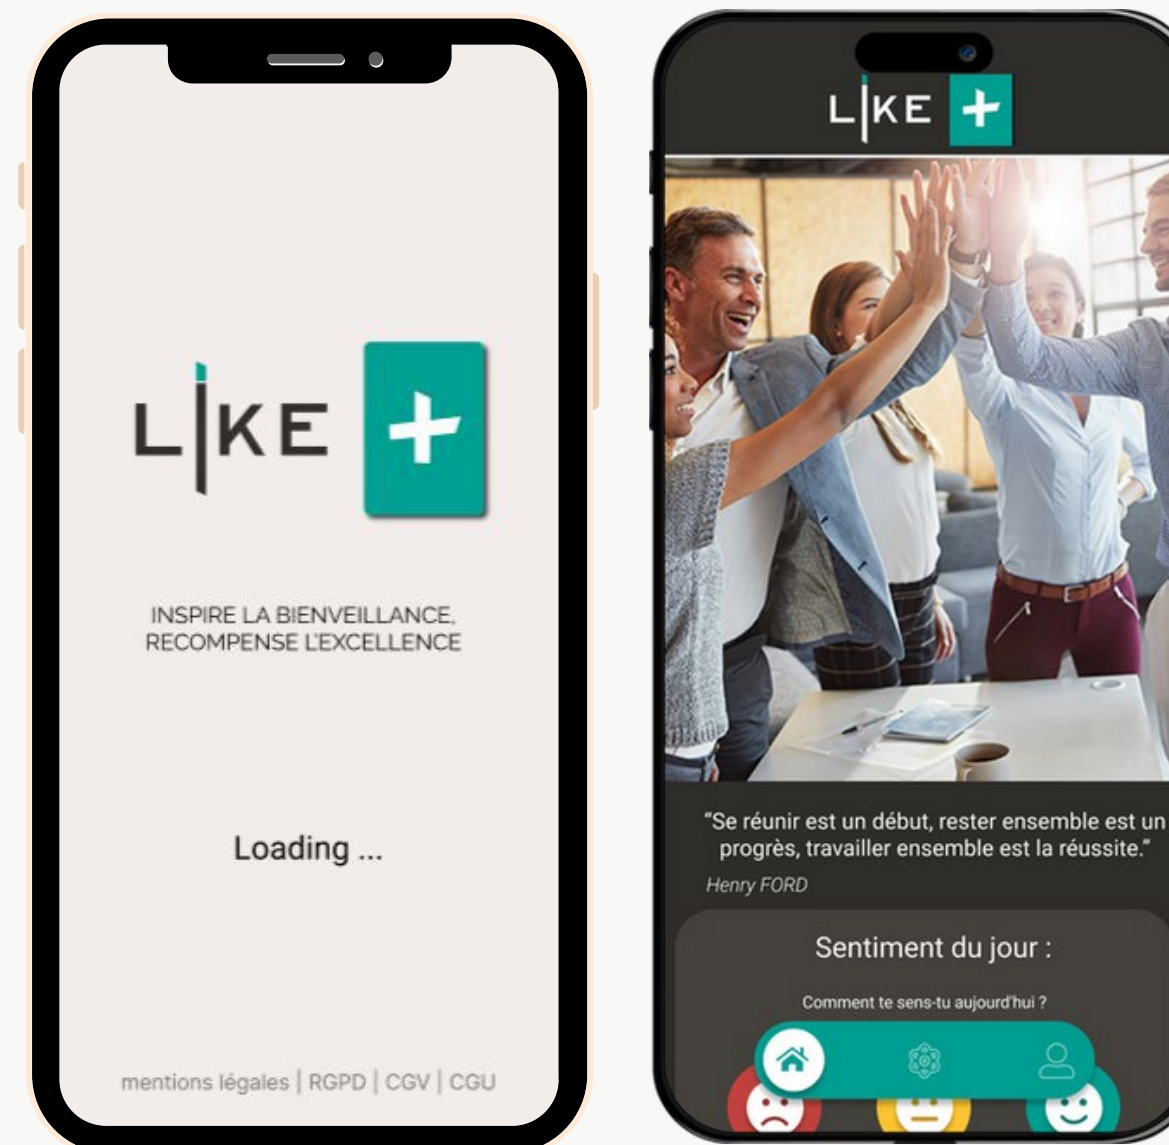 LIKE +
INSPIRE LA BIENVEILLANCE,
RECOMPENSE L'EXCELLENCE
Loading ...
mentions légales | RGPD | CGV | CGU
LIKE +
“Se réunir est un début, rester ensemble est un
progrès, travailler ensemble est la réussite.”
Henry FORD
Sentiment du jour :
Comment te sens-tu aujourd'hui ?